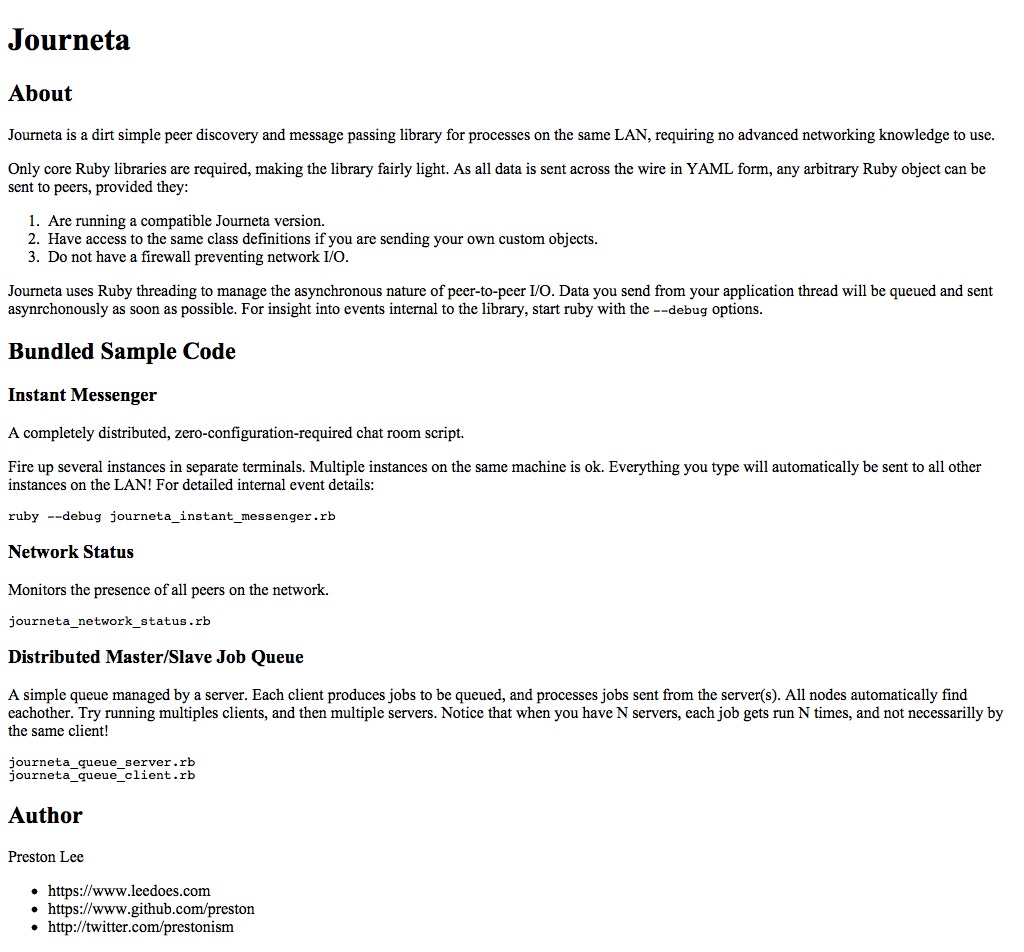 Journeta
About
Journeta is a dirt simple peer discovery and message passing library for processes on the same LAN, requiring no advanced networking knowledge to use.
Only core Ruby libraries are required, making the library fairly light. As all data is sent across the wire in YAML form, any arbitrary Ruby object can be
sent to peers, provided they:
1. Are running a compatible Journeta version.
2. Have access to the same class definitions if you are sending your own custom objects.
3. Do not have a firewall preventing network I/O.
Journeta uses Ruby threading to manage the asynchronous nature of peer-to-peer I/O. Data you send from your application thread will be queued and sent
asynrchonously as soon as possible. For insight into events internal to the library, start ruby with the --debug options.
Bundled Sample Code
Instant Messenger
A completely distributed, zero-configuration-required chat room script.
Fire up several instances in separate terminals. Multiple instances on the same machine is ok. Everything you type will automatically be sent to all other
instances on the LAN! For detailed internal event details:
ruby --debug journeta_instant_messenger.rb
Network Status
Monitors the presence of all peers on the network.
journeta_network_status.rb
Distributed Master/Slave Job Queue
A simple queue managed by a server. Each client produces jobs to be queued, and processes jobs sent from the server(s). All nodes automatically find
eachother. Try running multiples clients, and then multiple servers. Notice that when you have N servers, each job gets run N times, and not necessarilly by
the same client!
journeta_queue_server.rb
journeta_queue_client.rb
Author
Preston Lee
• https://www.leedoes.com
• https://www.github.com/preston
• http://twitter.com/prestonism